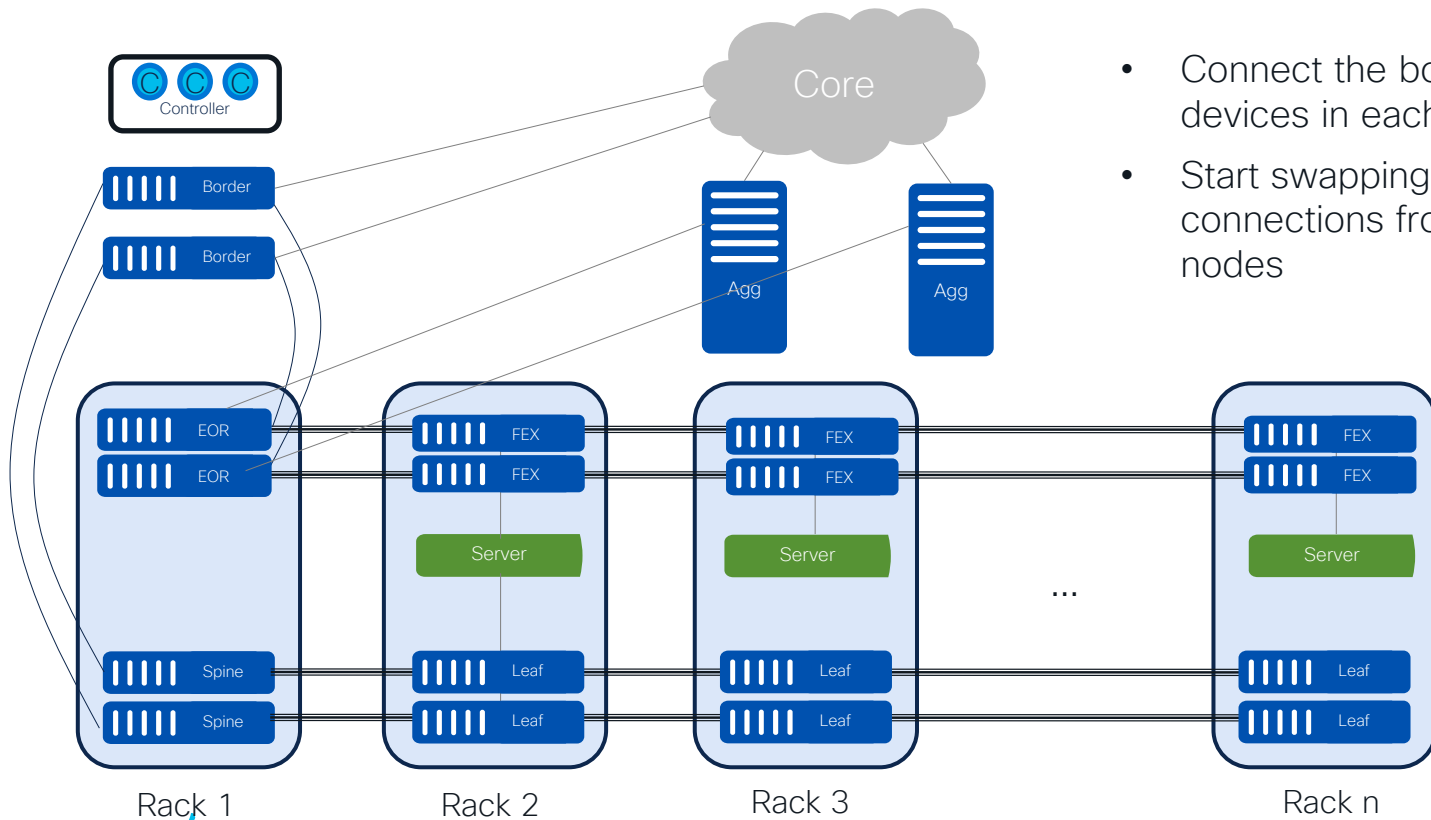 C C C
Controller
Core
• Connect the
devices in each
• Start swapping
connections
nodes
Border
Border
Agg
Agg
EOR
FEX
FEX
FEX
EOR
FEX
FEX
FEX
Server
Server
Server
...
Spine
Leaf
Leaf
Leaf
Spine
Leaf
Leaf
Leaf
Rack 1
Rack 2
Rack 3
Rack n